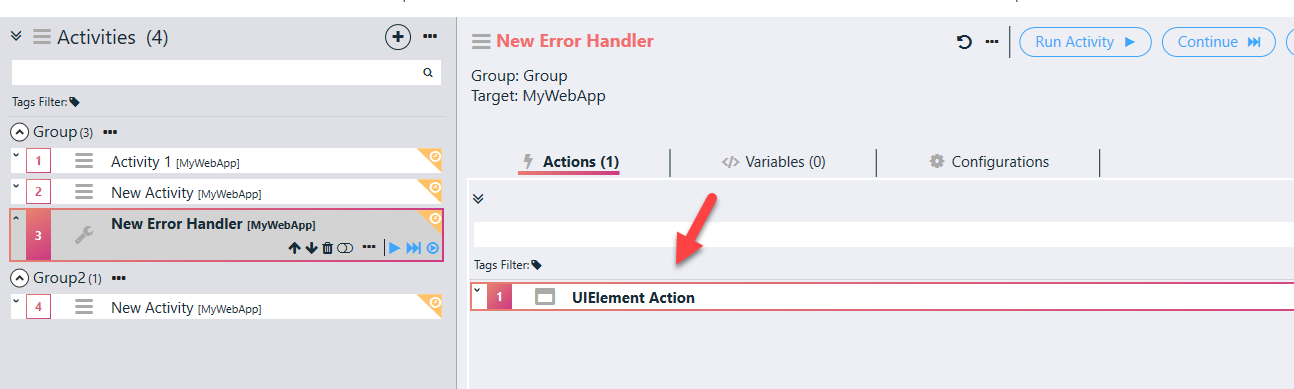 Activities (4)
Tags Filter:
Group (3)
1 Activity 1 [MyWebApp]
2 New Activity [MyWebApp]
3 New Error Handler [MyWebApp]
Group2 (1)
4 New Activity [MyWebApp]
New Error Handler
Run Activity
Continue
Group: Group
Target: MyWebApp
Actions (1)
Variables (0)
Configurations
Tags Filter:
1 UIElement Action